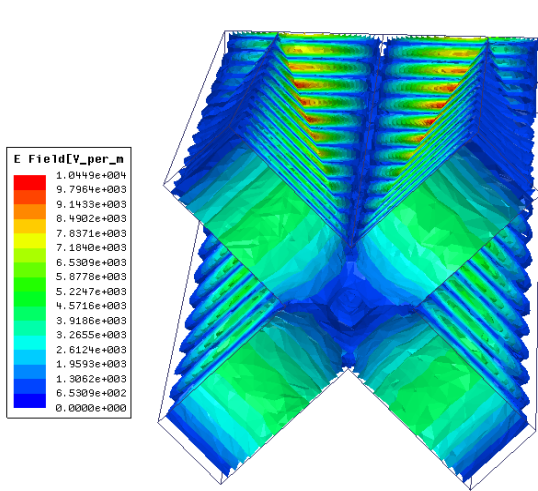 E Field[V_per_m
1.0449e+004
9.7964e+003
9.1433e+003
8.4902e+003
7.8371e+003
7.1840e+003
6.5309e+003
5.8778e+003
5.2247e+003
4.5716e+003
3.9186e+003
3.2655e+003
2.6124e+003
1.9593e+003
1.3062e+003
6.5309e+002
0.0000e+000